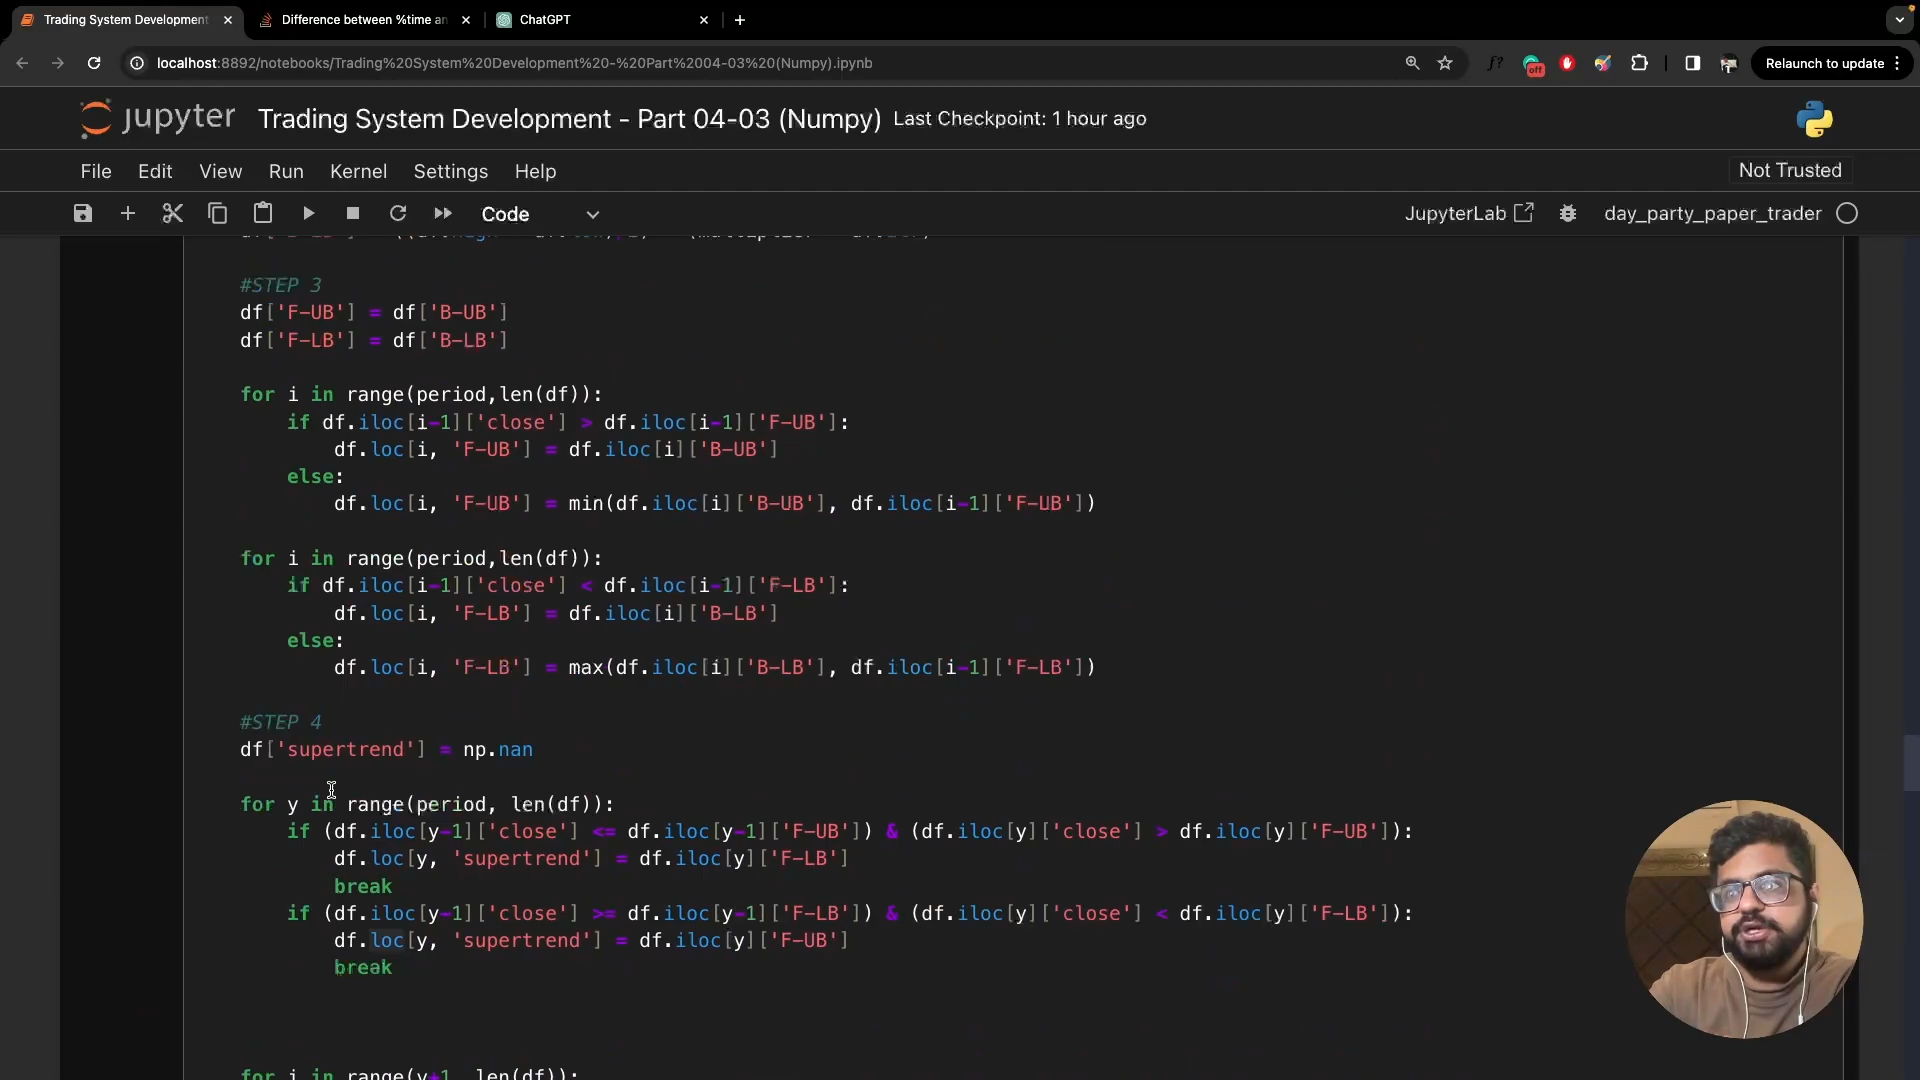 Trading System Development
Difference between %time an
ChatGPT
localhost:8892/notebooks/Trading%20System%20Development%20-%20Part%2004-03%20(Numpy).ipynb
f?
off
Relaunch to update
jupyter
Trading System Development - Part 04-03 (Numpy)
Last Checkpoint: 1 hour ago
File Edit View Run Kernel Settings Help
Not Trusted
Code
JupyterLab
day_party_paper_trader
#STEP 3
df['F-UB'] = df['B-UB']
df['F-LB'] = df['B-LB']
for i in range(period,len(df)):
if df.iloc[i-1]['close'] > df.iloc[i-1]['F-UB']:
df.loc[i, 'F-UB'] = df.iloc[i]['B-UB']
else:
df.loc[i, 'F-UB'] = min(df.iloc[i]['B-UB'], df.iloc[i-1]['F-UB'])
for i in range(period,len(df)):
if df.iloc[i-1]['close'] < df.iloc[i-1]['F-LB']:
df.loc[i, 'F-LB'] = df.iloc[i]['B-LB']
else:
df.loc[i, 'F-LB'] = max(df.iloc[i]['B-LB'], df.iloc[i-1]['F-LB'])
#STEP 4
df['supertrend'] = np.nan
for y in range(period, len(df)):
if (df.iloc[y-1]['close'] <= df.iloc[y-1]['F-UB']) & (df.iloc[y]['close'] > df.iloc[y]['F-UB']):
df.loc[y, 'supertrend'] = df.iloc[y]['F-LB']
break
if (df.iloc[y-1]['close'] >= df.iloc[y-1]['F-LB']) & (df.iloc[y]['close'] < df.iloc[y]['F-LB']):
df.loc[y, 'supertrend'] = df.iloc[y]['F-UB']
break
for i in range(y+1, len(df)):